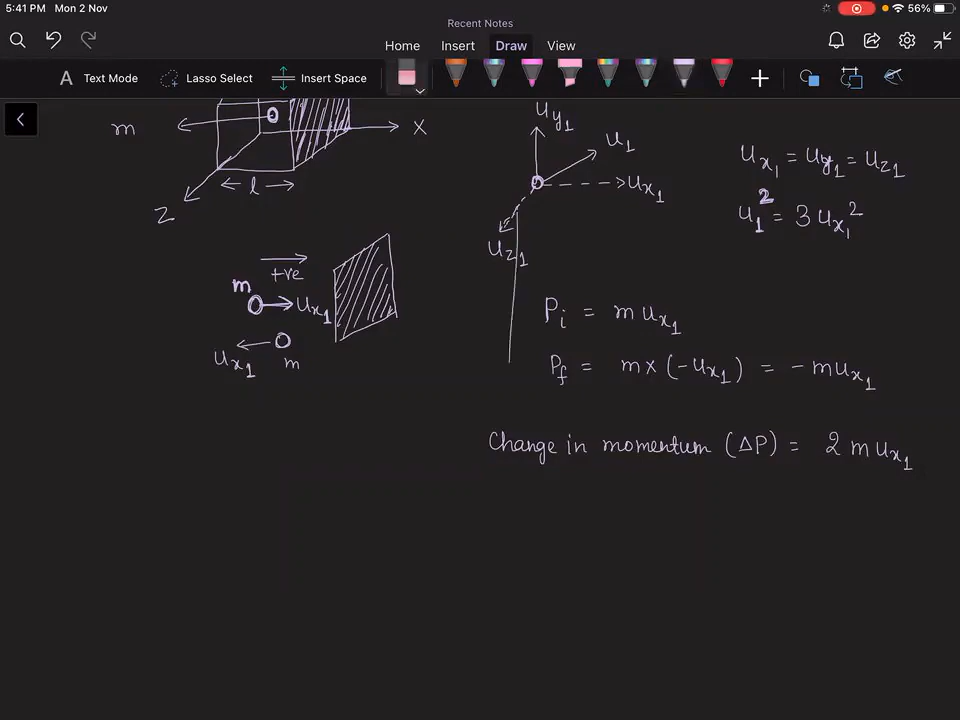 5:41 PM Mon 2 Nov
56%
Recent Notes
Home Insert Draw View
A Text Mode Lasso Select Insert Space
m
X
l
Z
uy1
u1
ux1
uz1
ux1 = uy1 = uz1
u1² = 3 ux1²
+ve
m
ux1
ux1
m
Pi = m ux1
Pf = m × (-ux1) = - mux1
Change in momentum (ΔP) = 2 m ux1